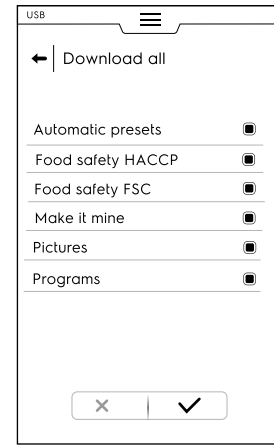 USB
Download all
Automatic presets
Food safety HACCP
Food safety FSC
Make it mine
Pictures
Programs